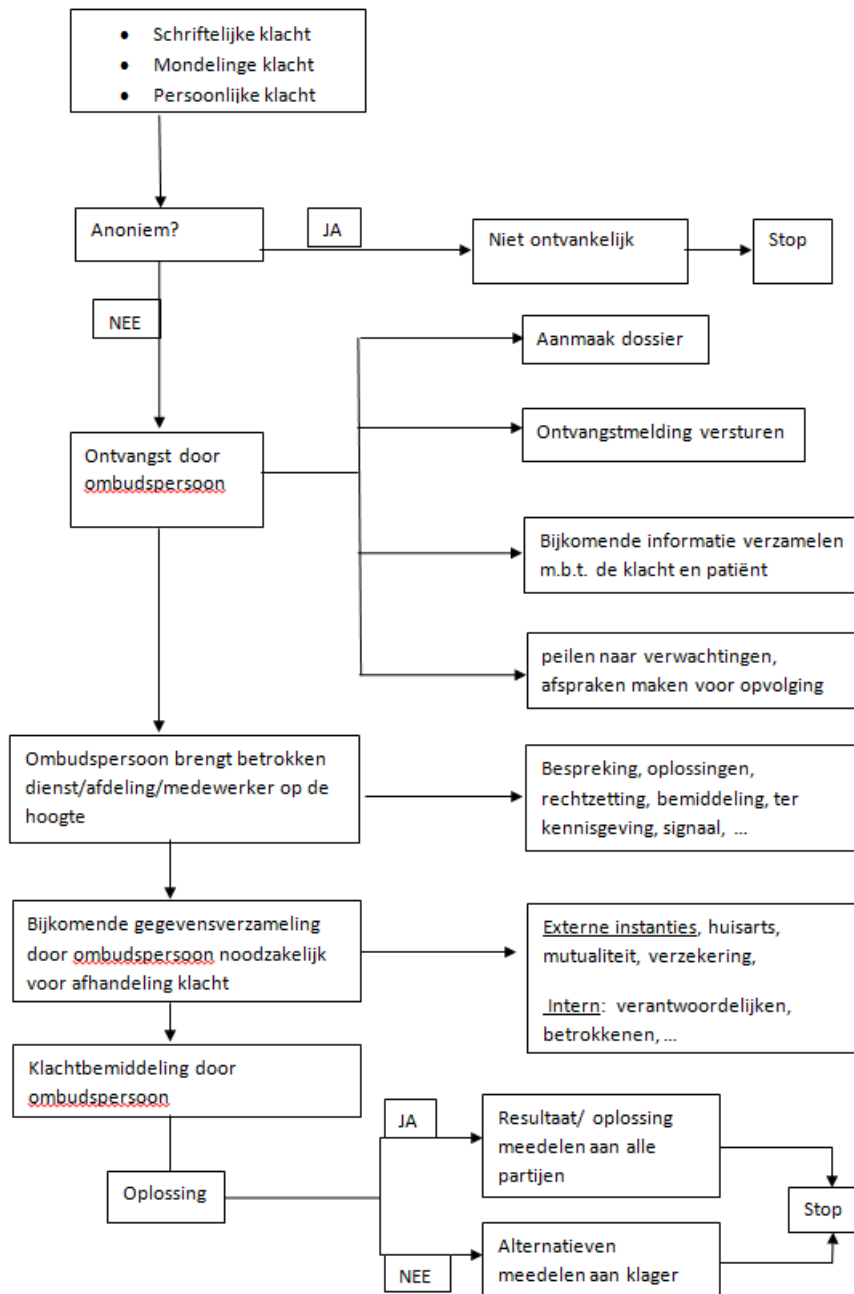 • Schriftelijke klacht
• Mondelinge klacht
• Persoonlijke klacht
Anoniem?
JA
Niet ontvankelijk
Stop
NEE
Aanmaak dossier
Ontvangstmelding versturen
Ontvangst door
ombudspersoon
Bijkomende informatie verzamelen
m.b.t. de klacht en patiënt
peilen naar verwachtingen,
afspraken maken voor opvolging
Ombudspersoon brengt betrokken
dienst/afdeling/medewerker op de
hoogte
Bespreking, oplossingen,
rechtzetting, bemiddeling, ter
kennisgeving, signaal, ...
Bijkomende gegevensverzameling
door ombudspersoon noodzakelijk
voor afhandeling klacht
Externe instanties, huisarts,
mutualiteit, verzekering,
Intern: verantwoordelijken,
betrokkenen, ...
Klachtbemiddeling door
ombudspersoon
JA
Resultaat/ oplossing
meedelen aan alle
partijen
Oplossing
Stop
NEE
Alternatieven
meedelen aan klager